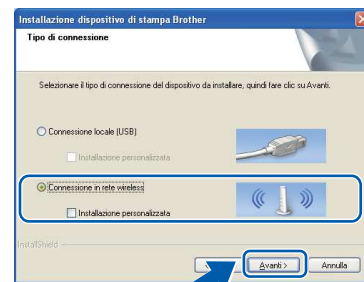 Installazione dispositivo di stampa Brother
Tipo di connessione
Selezionare il tipo di connessione del dispositivo da installare, quindi fare clic su Avanti.
Connessione locale (USB)
Installazione personalizzata
Connessione in rete wireless
Installazione personalizzata
InstallShield
Avanti > Annulla